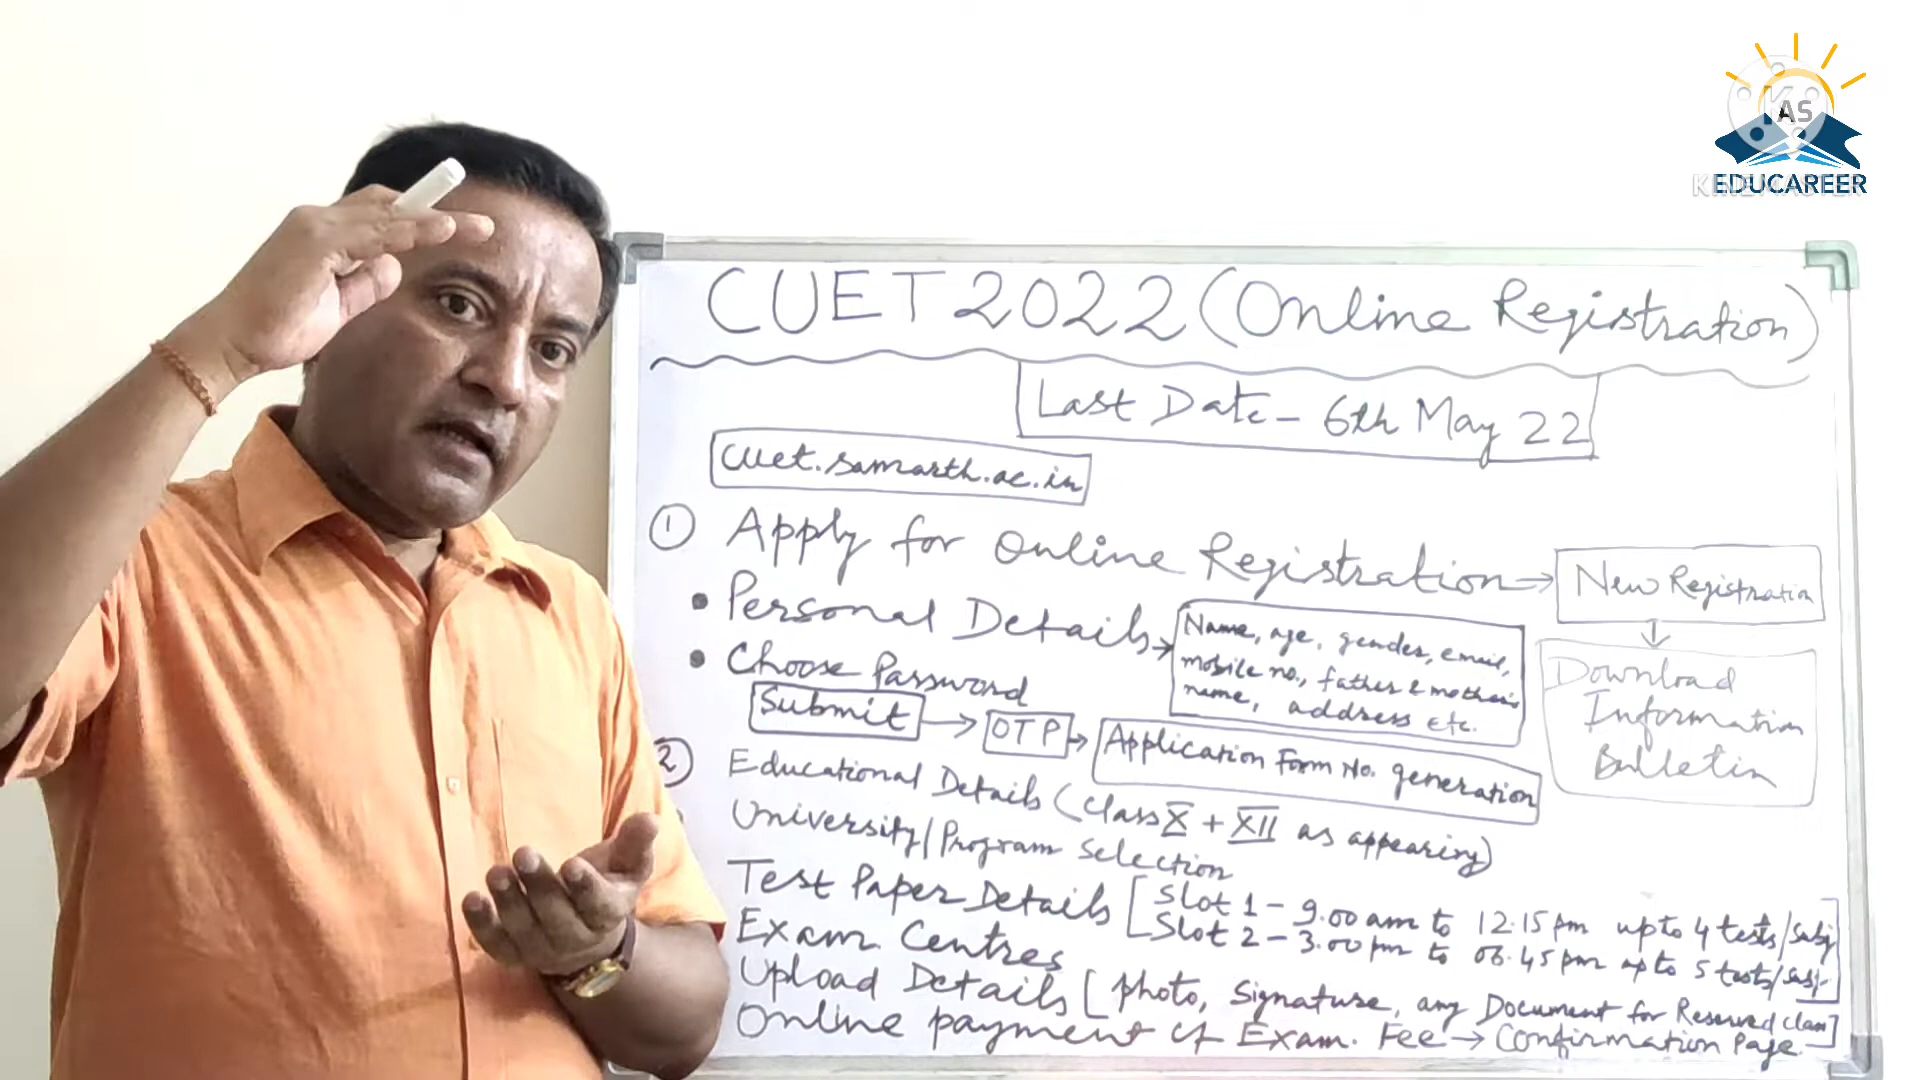 AS
EDUCAREER
KINEMASTER
CUET 2022 (Online Registration)
Last Date - 6th May 22
cuet.samarth.ac.in
① Apply for Online Registration → New Registration
• Personal Details → Name, age, gender, email,
mobile no., father & mother's
name, address etc.
Download
Information
Bulletin
• Choose Password
Submit → OTP → Application Form No. generation
② Educational Details (Class X + XII as appearing)
University/Program Selection
Test Paper Details [Slot 1 - 9.00 am to 12.15 pm upto 4 tests/subj
Slot 2 - 3.00 pm to 06.45 pm upto 5 tests/subj.]
Exam. Centres
Upload Details [photo, Signature, any Document for Reserved class]
Online payment of Exam. Fee → Confirmation Page.